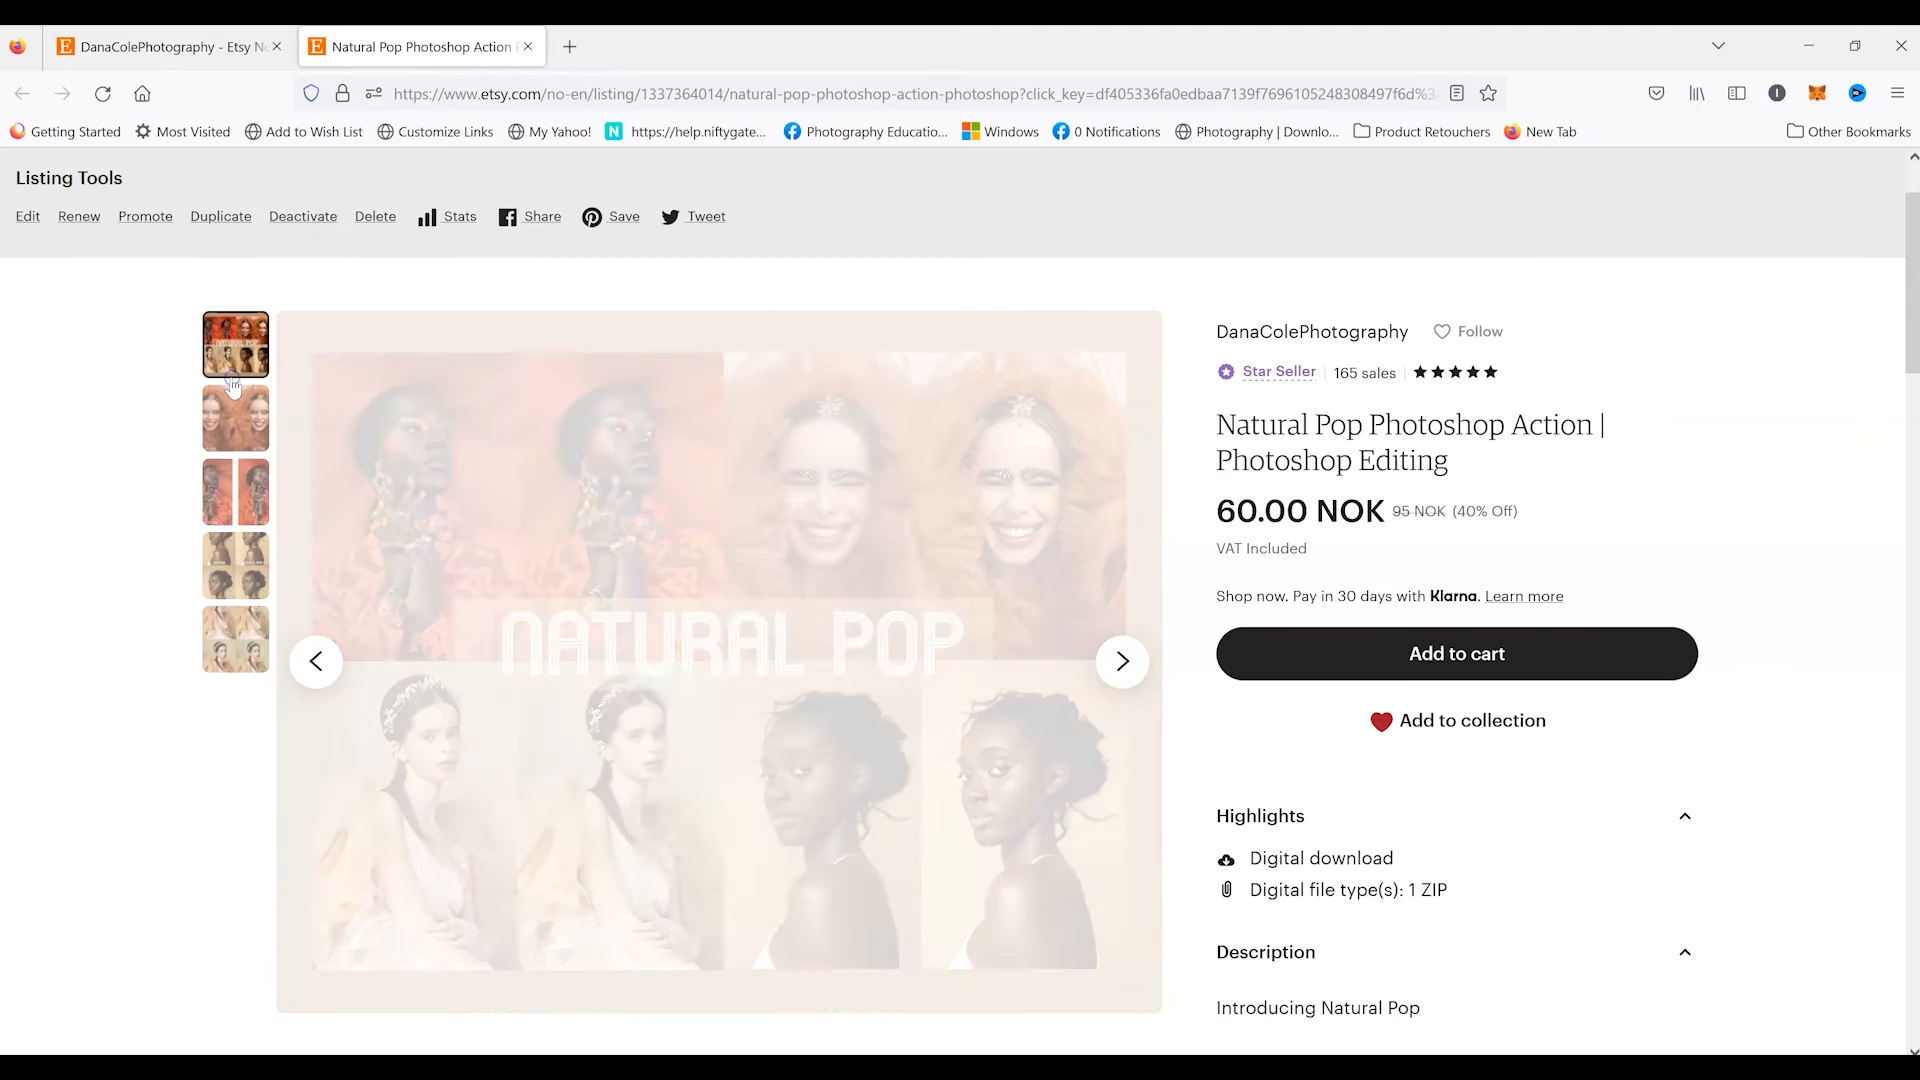 DanaColePhotography - Etsy No
Natural Pop Photoshop Action |
https://www.etsy.com/no-en/listing/1337364014/natural-pop-photoshop-action-photoshop?click_key=df405336fa0edbaa7139f7696105248308497f6d%3
Getting Started Most Visited Add to Wish List Customize Links My Yahoo! N https://help.niftygate... Photography Educatio... Windows 0 Notifications Photography | Downlo... Product Retouchers New Tab Other Bookmarks
Listing Tools
Edit Renew Promote Duplicate Deactivate Delete Stats Share Save Tweet
DanaColePhotography Follow
Star Seller 165 sales
Natural Pop Photoshop Action |
Photoshop Editing
60.00 NOK 95 NOK (40% Off)
VAT Included
Shop now. Pay in 30 days with Klarna. Learn more
NATURAL POP
Add to cart
Add to collection
Highlights
Digital download
Digital file type(s): 1 ZIP
Description
Introducing Natural Pop